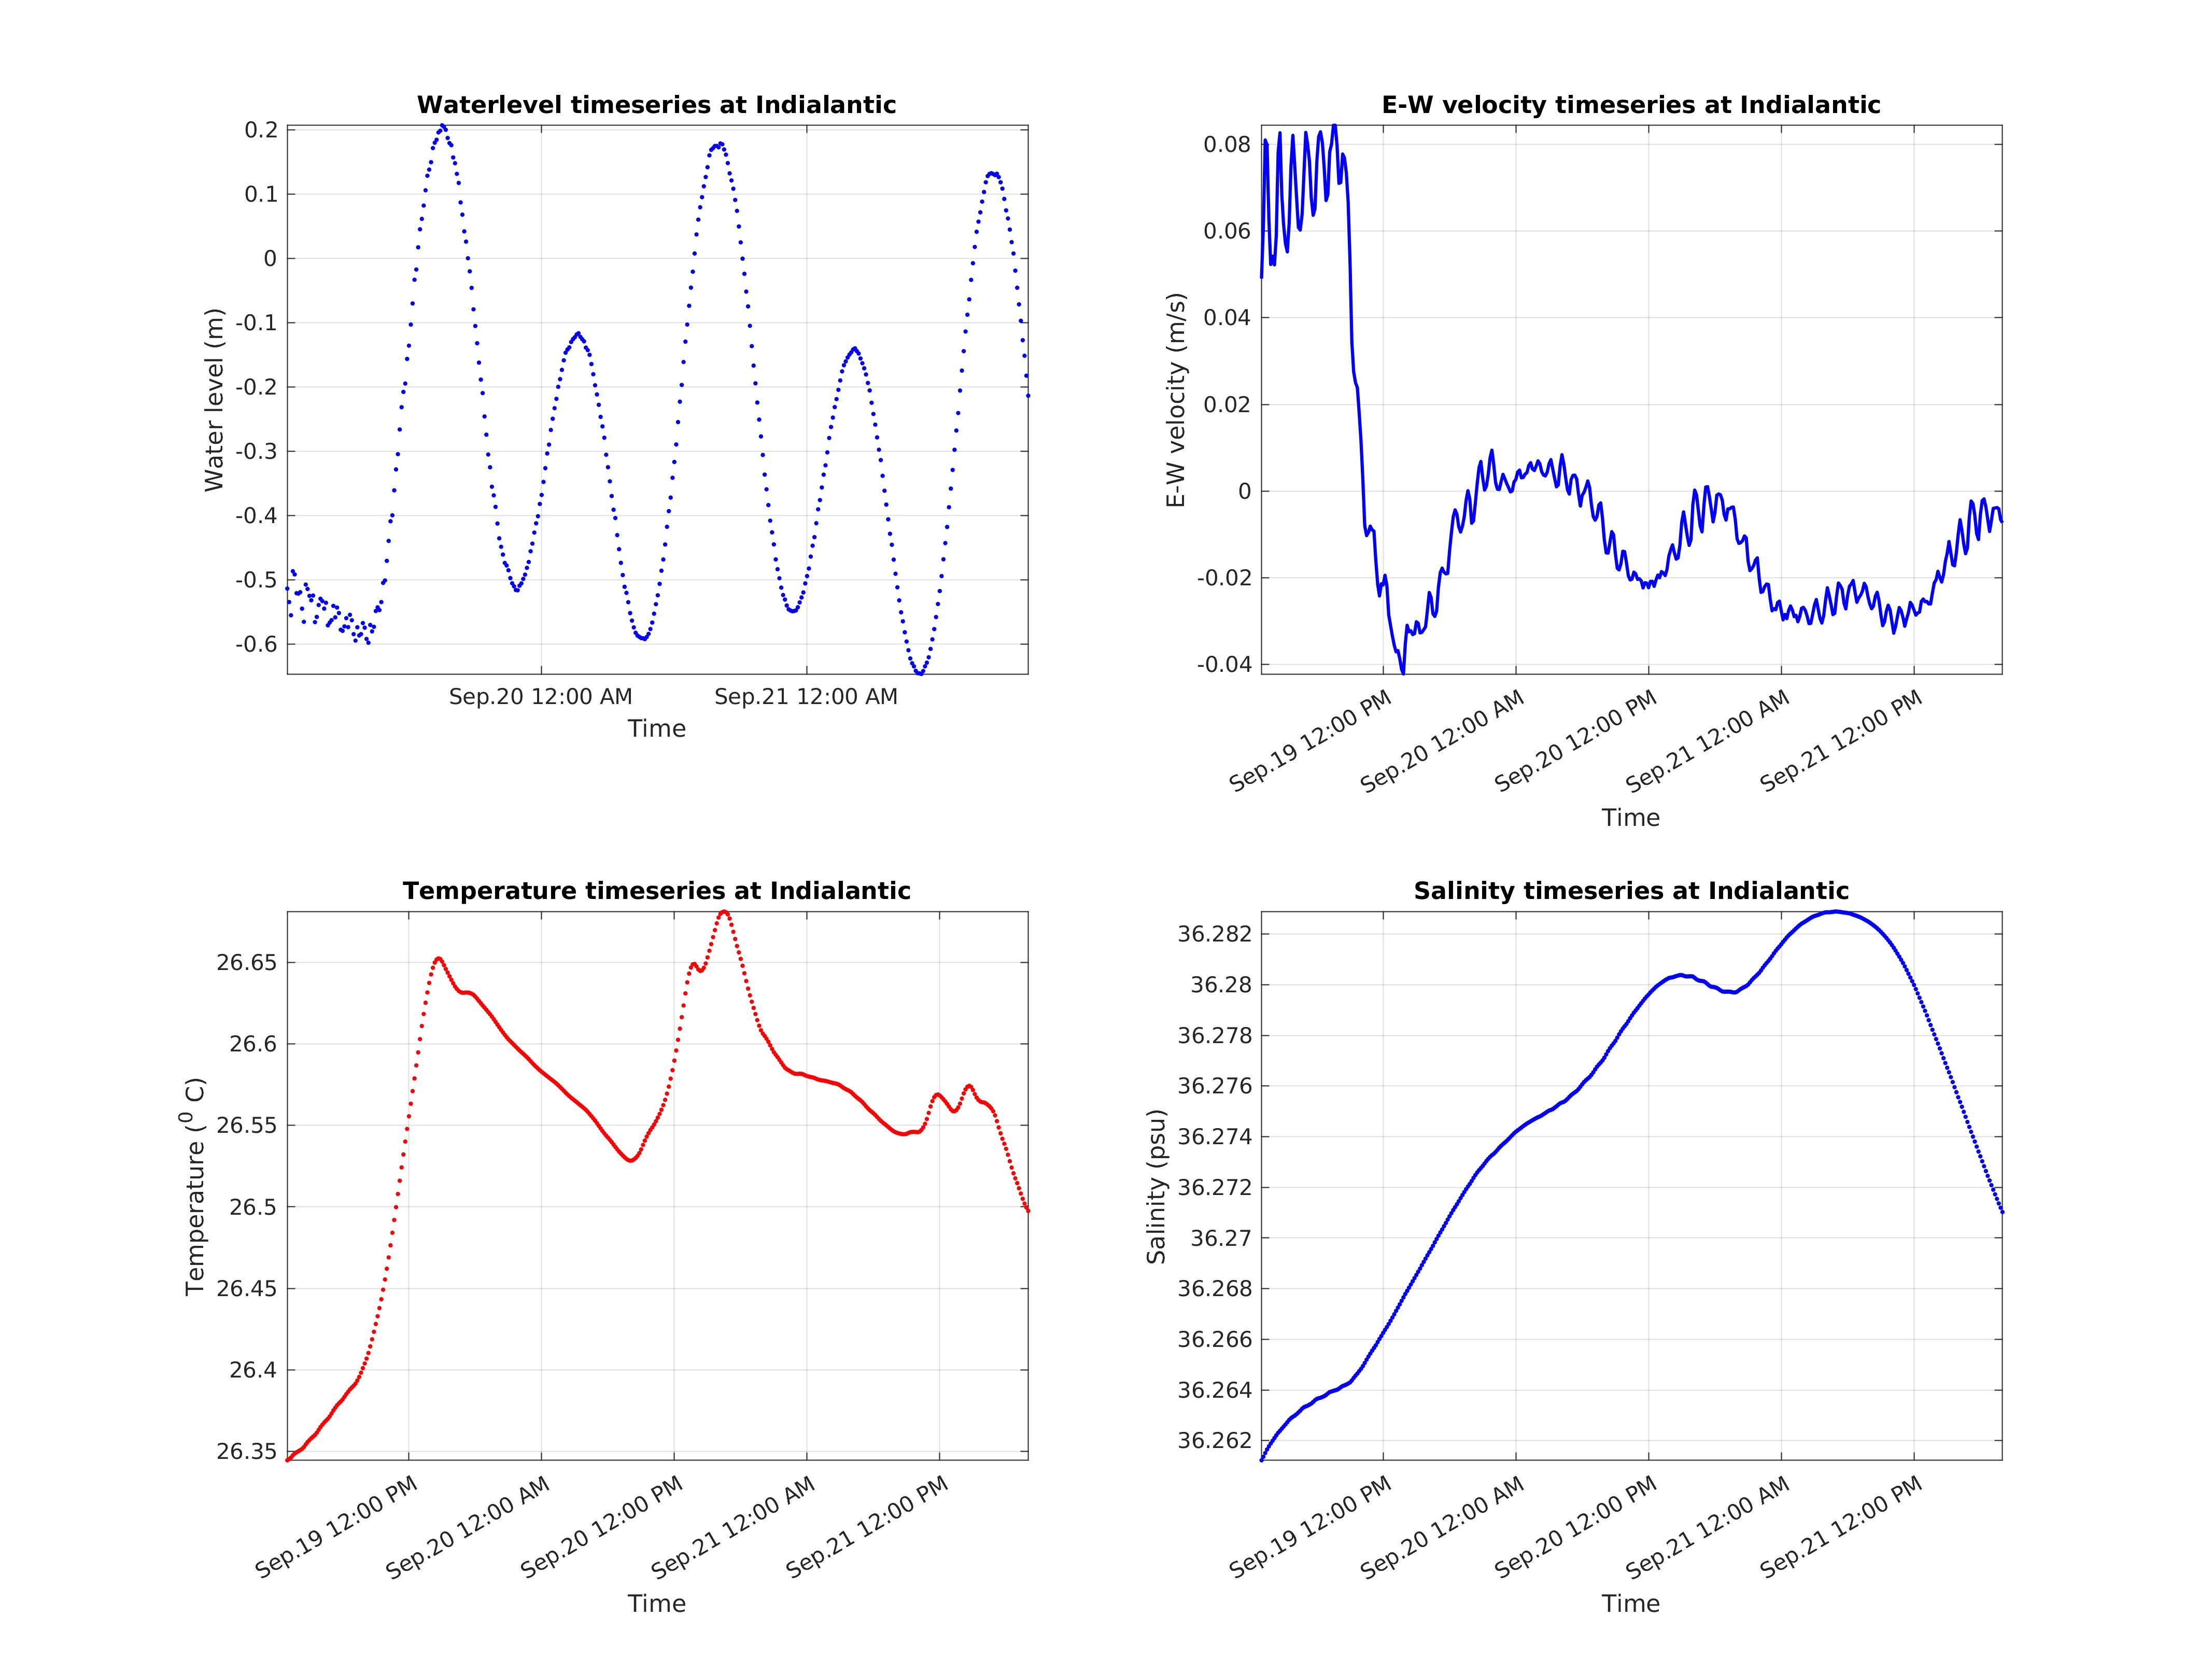 Waterlevel timeseries at Indialantic
0.2
0.1
0
-0.1
-0.2
-0.3
-0.4
-0.5
-0.6
Water level (m)
Sep.20 12:00 AM
Sep.21 12:00 AM
Time
E-W velocity timeseries at Indialantic
0.08
0.06
0.04
0.02
0
-0.02
-0.04
E-W velocity (m/s)
Sep.19 12:00 PM
Sep.20 12:00 AM
Sep.20 12:00 PM
Sep.21 12:00 AM
Sep.21 12:00 PM
Time
Temperature timeseries at Indialantic
26.65
26.6
26.55
26.5
26.45
26.4
26.35
Temperature (⁰ C)
Sep.19 12:00 PM
Sep.20 12:00 AM
Sep.20 12:00 PM
Sep.21 12:00 AM
Sep.21 12:00 PM
Time
Salinity timeseries at Indialantic
36.282
36.28
36.278
36.276
36.274
36.272
36.27
36.268
36.266
36.264
36.262
Salinity (psu)
Sep.19 12:00 PM
Sep.20 12:00 AM
Sep.20 12:00 PM
Sep.21 12:00 AM
Sep.21 12:00 PM
Time